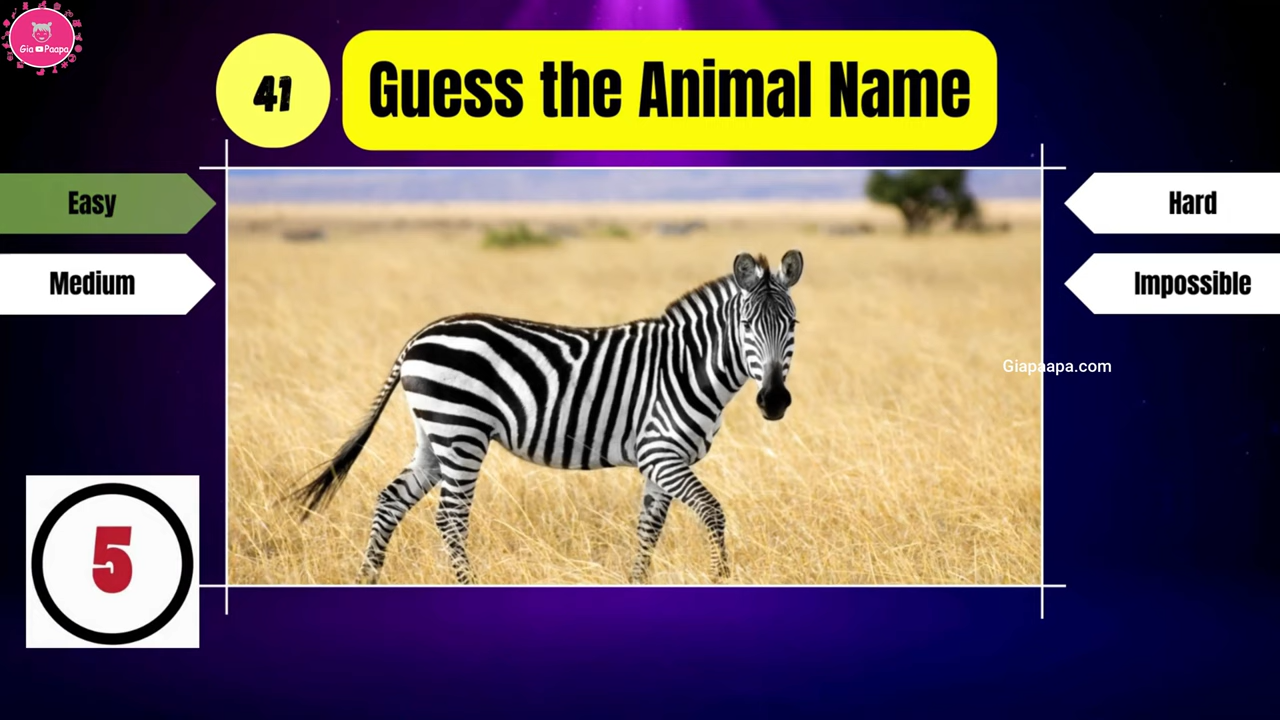 Gia Paapa
41
Guess the Animal Name
Easy
Hard
Medium
Impossible
Giapaapa.com
5